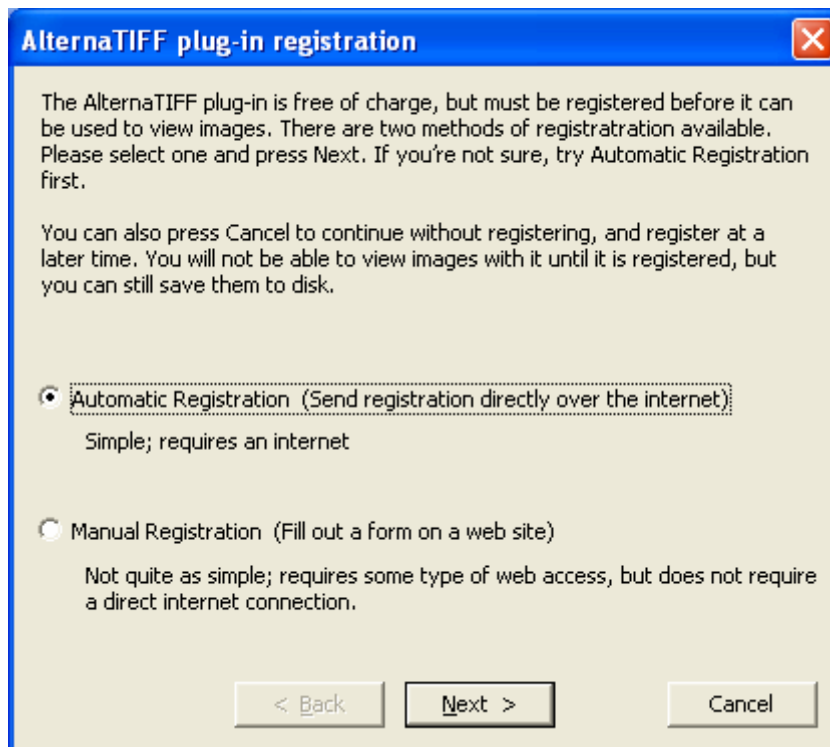 AlternaTIFF plug-in registration
The AlternaTIFF plug-in is free of charge, but must be registered before it can
be used to view images. There are two methods of registratration available.
Please select one and press Next. If you're not sure, try Automatic Registration
first.
You can also press Cancel to continue without registering, and register at a
later time. You will not be able to view images with it until it is registered, but
you can still save them to disk.
Automatic Registration (Send registration directly over the internet)
Simple; requires an internet
Manual Registration (Fill out a form on a web site)
Not quite as simple; requires some type of web access, but does not require
a direct internet connection.
< Back Next > Cancel